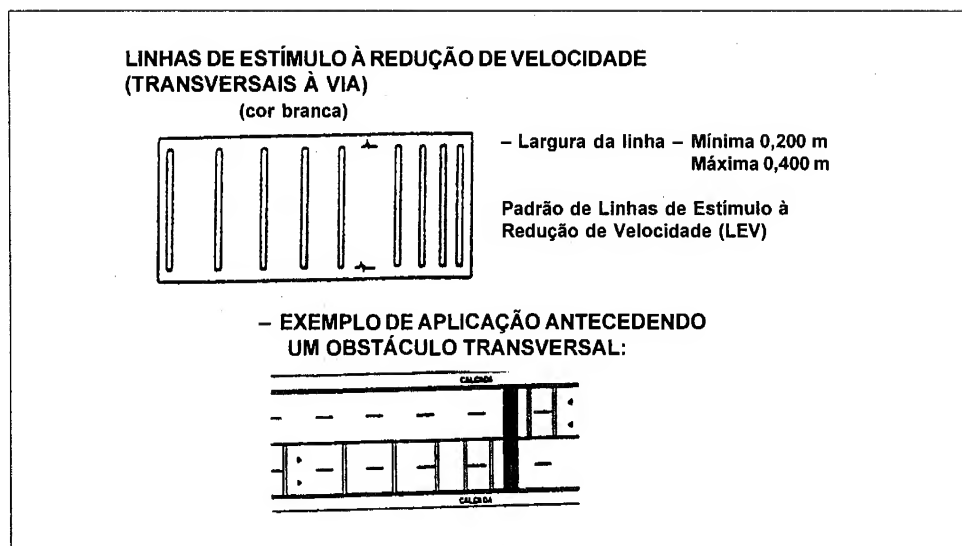 LINHAS DE ESTÍMULO À REDUÇÃO DE VELOCIDADE
(TRANSVERSAIS À VIA)
(cor branca)
– Largura da linha – Mínima 0,200 m
Máxima 0,400 m
Padrão de Linhas de Estímulo à
Redução de Velocidade (LEV)
– EXEMPLO DE APLICAÇÃO ANTECEDENDO
UM OBSTÁCULO TRANSVERSAL:
CALÇADA
CALÇADA